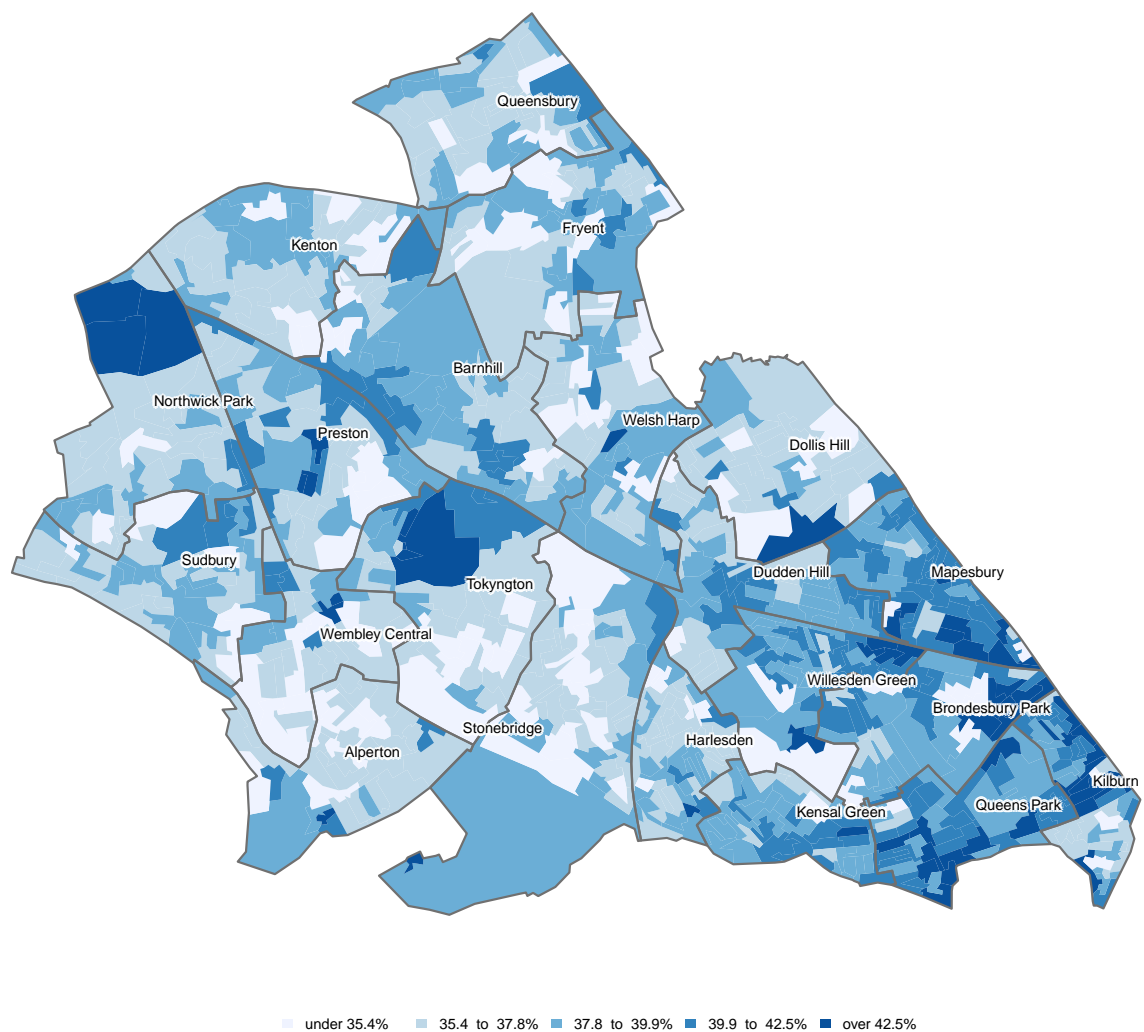 Queensbury
Fryent
Kenton
Barnhill
Northwick Park
Welsh Harp
Preston
Dollis Hill
Sudbury
Dudden Hill
Mapesbury
Tokyngton
Wembley Central
Willesden Green
Brondesbury Park
Stonebridge
Harlesden
Alperton
Kilburn
Queens Park
Kensal Green
under 35.4%
35.4 to 37.8%
37.8 to 39.9%
39.9 to 42.5%
over 42.5%